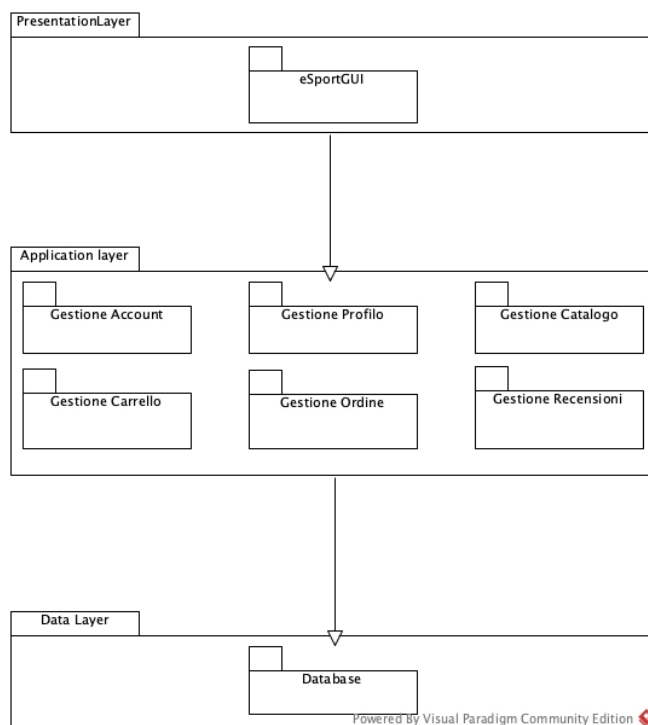 PresentationLayer
eSportGUI
Application layer
Gestione Account
Gestione Profilo
Gestione Catalogo
Gestione Carrello
Gestione Ordine
Gestione Recensioni
Data Layer
Database
Powered By Visual Paradigm Community Edition